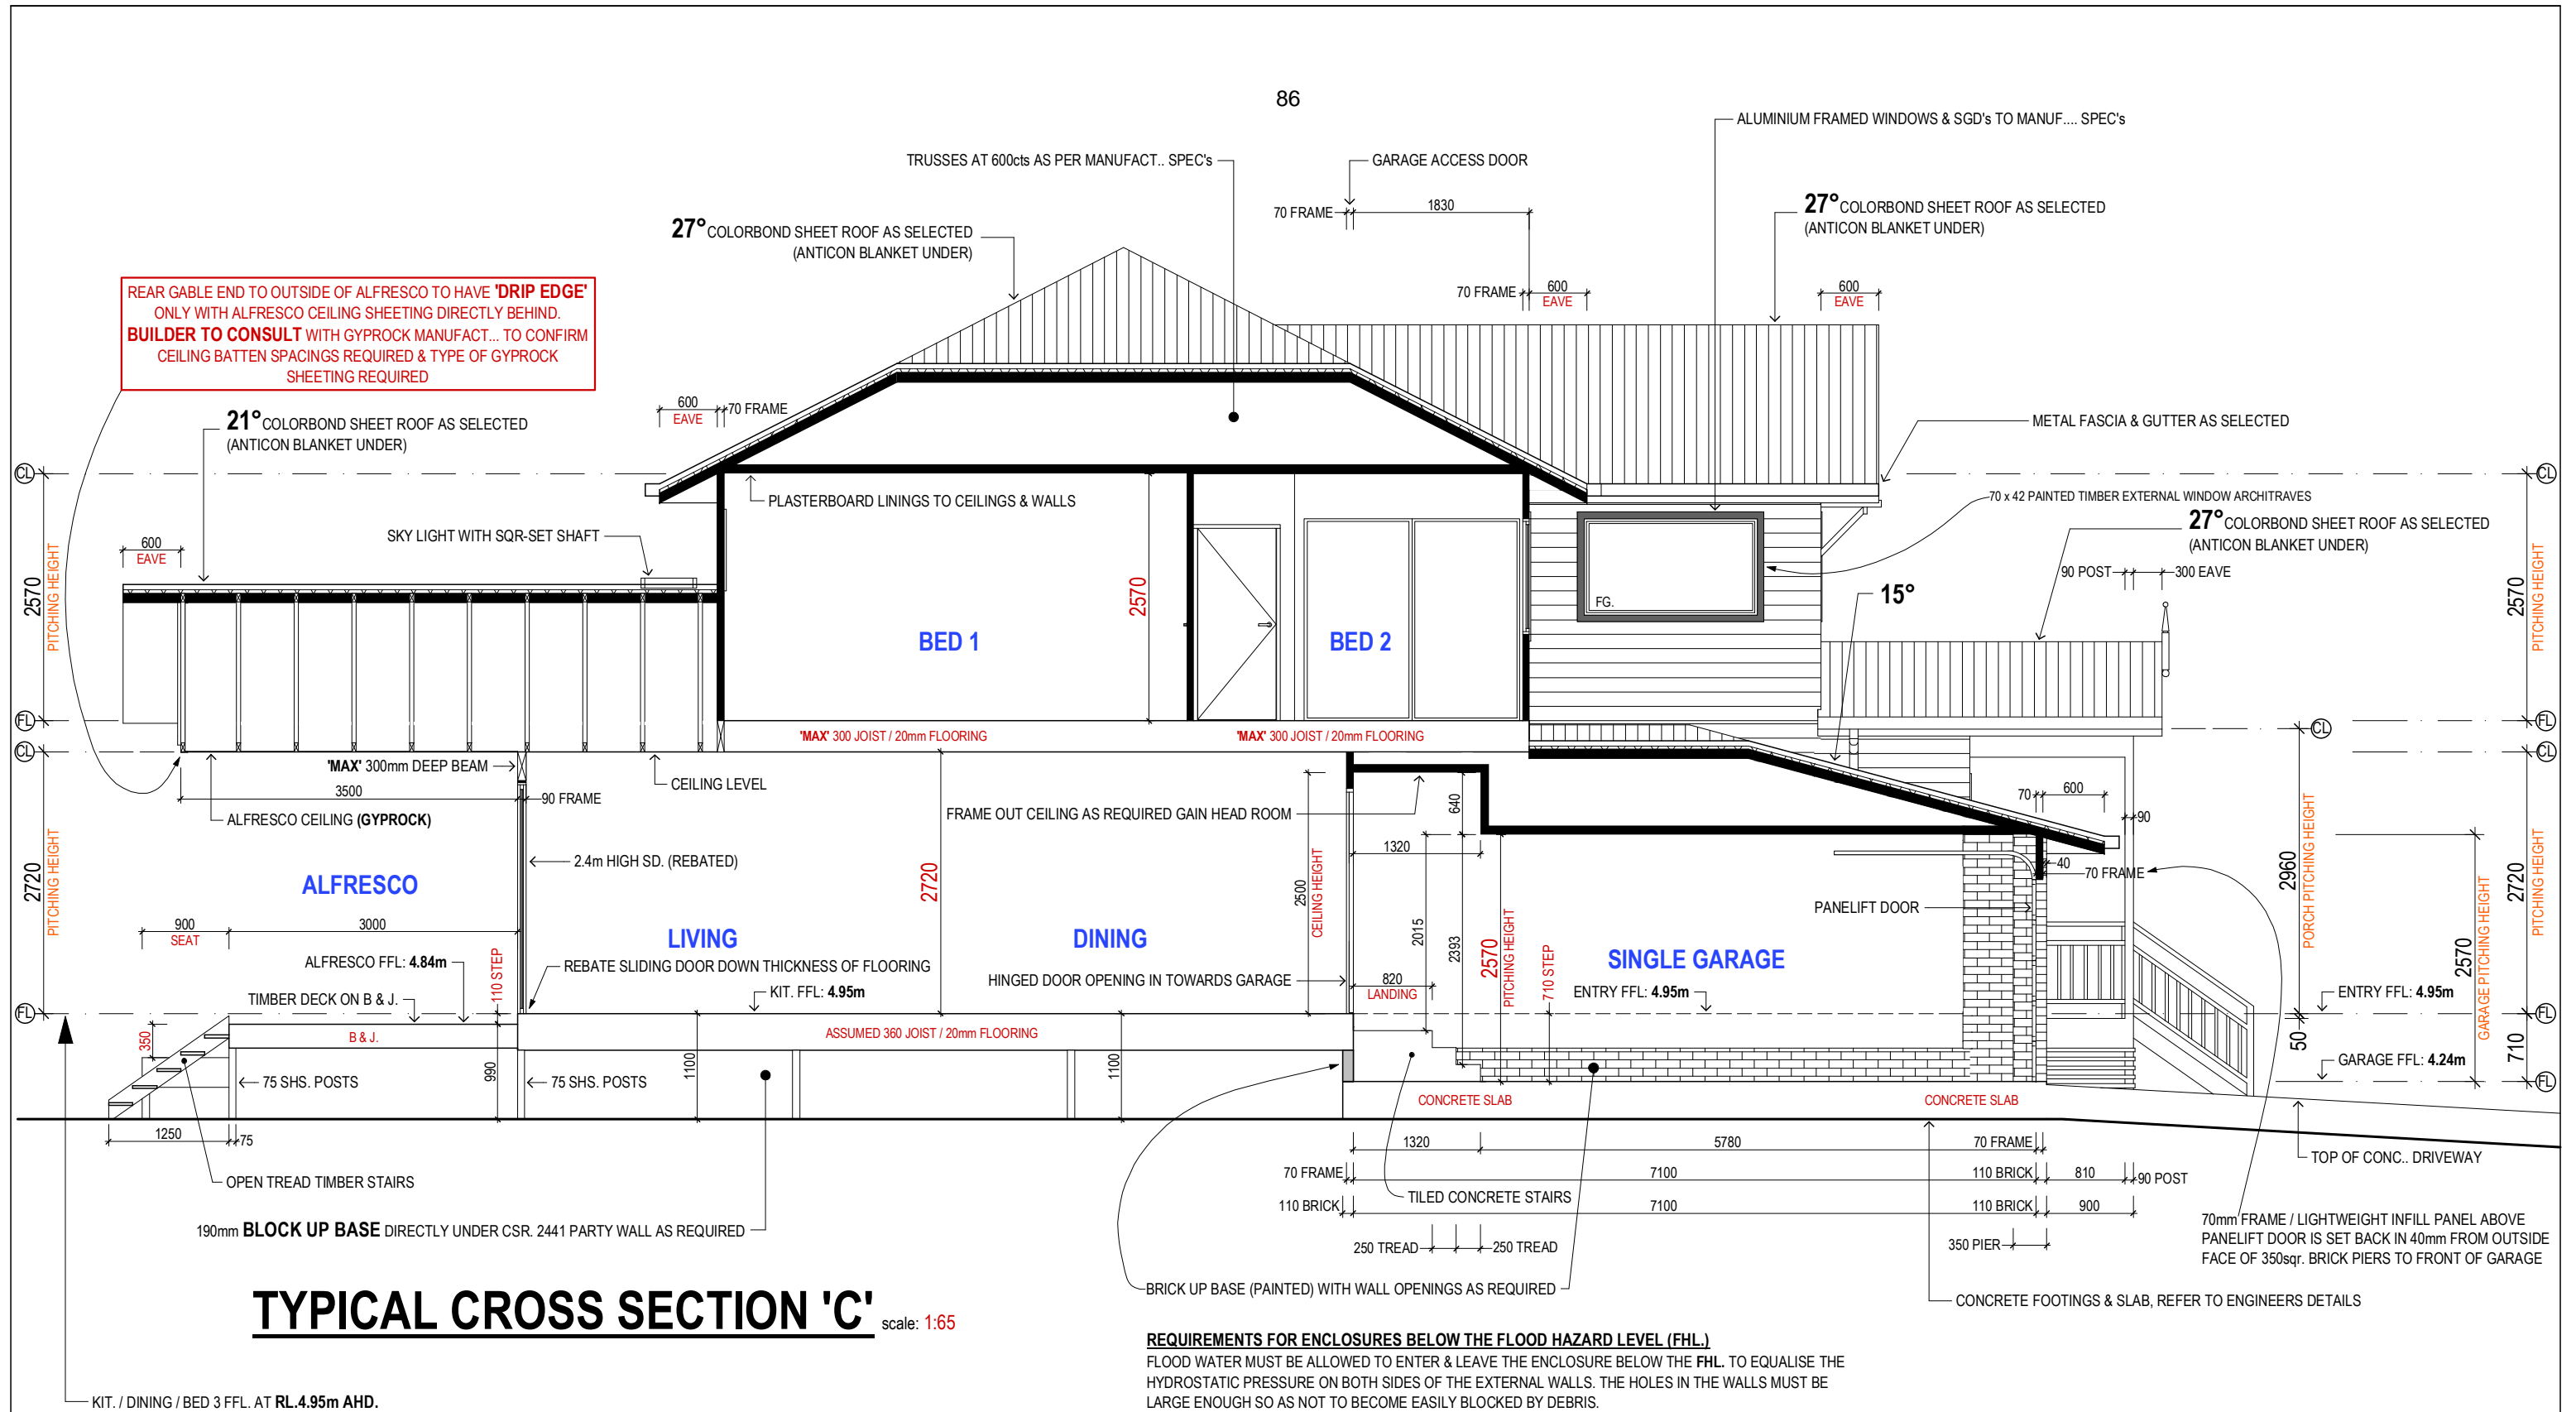 86
ALUMINIUM FRAMED WINDOWS & SGD's TO MANUF.... SPEC's
TRUSSES AT 600cts AS PER MANUFACT.. SPEC's
GARAGE ACCESS DOOR
70 FRAME
1830
27° COLORBOND SHEET ROOF AS SELECTED
(ANTICON BLANKET UNDER)
27° COLORBOND SHEET ROOF AS SELECTED
(ANTICON BLANKET UNDER)
70 FRAME
600
EAVE
600
EAVE
REAR GABLE END TO OUTSIDE OF ALFRESCO TO HAVE 'DRIP EDGE'
ONLY WITH ALFRESCO CEILING SHEETING DIRECTLY BEHIND.
BUILDER TO CONSULT WITH GYPROCK MANUFACT... TO CONFIRM
CEILING BATTEN SPACINGS REQUIRED & TYPE OF GYPROCK
SHEETING REQUIRED
600
EAVE
70 FRAME
21° COLORBOND SHEET ROOF AS SELECTED
(ANTICON BLANKET UNDER)
METAL FASCIA & GUTTER AS SELECTED
CL
CL
PLASTERBOARD LININGS TO CEILINGS & WALLS
70 x 42 PAINTED TIMBER EXTERNAL WINDOW ARCHITRAVES
27° COLORBOND SHEET ROOF AS SELECTED
(ANTICON BLANKET UNDER)
SKY LIGHT WITH SQR-SET SHAFT
600
EAVE
90 POST
300 EAVE
2570
PITCHING HEIGHT
2570
FG.
15°
2570
PITCHING HEIGHT
BED 1
BED 2
FL
FL
CL
'MAX' 300 JOIST / 20mm FLOORING
'MAX' 300 JOIST / 20mm FLOORING
CL
CL
'MAX' 300mm DEEP BEAM
CEILING LEVEL
3500
90 FRAME
70
600
ALFRESCO CEILING (GYPROCK)
FRAME OUT CEILING AS REQUIRED GAIN HEAD ROOM
640
90
2.4m HIGH SD. (REBATED)
1320
40
70 FRAME
2720
PITCHING HEIGHT
ALFRESCO
2720
2500
CEILING HEIGHT
2015
2393
2570
PITCHING HEIGHT
PANELIFT DOOR
2960
PORCH PITCHING HEIGHT
2720
PITCHING HEIGHT
2570
GARAGE PITCHING HEIGHT
900
SEAT
3000
LIVING
DINING
SINGLE GARAGE
ALFRESCO FFL: 4.84m
110 STEP
REBATE SLIDING DOOR DOWN THICKNESS OF FLOORING
HINGED DOOR OPENING IN TOWARDS GARAGE
820
LANDING
710 STEP
TIMBER DECK ON B & J.
KIT. FFL: 4.95m
ENTRY FFL: 4.95m
ENTRY FFL: 4.95m
FL
FL
350
B & J.
ASSUMED 360 JOIST / 20mm FLOORING
50
710
GARAGE FFL: 4.24m
75 SHS. POSTS
990
75 SHS. POSTS
1100
1100
FL
CONCRETE SLAB
CONCRETE SLAB
1250
75
1320
5780
70 FRAME
TOP OF CONC.. DRIVEWAY
OPEN TREAD TIMBER STAIRS
70 FRAME
7100
110 BRICK
810
90 POST
TILED CONCRETE STAIRS
110 BRICK
7100
110 BRICK
900
190mm BLOCK UP BASE DIRECTLY UNDER CSR. 2441 PARTY WALL AS REQUIRED
70mm FRAME / LIGHTWEIGHT INFILL PANEL ABOVE
PANELIFT DOOR IS SET BACK IN 40mm FROM OUTSIDE
FACE OF 350sqr. BRICK PIERS TO FRONT OF GARAGE
250 TREAD
250 TREAD
350 PIER
BRICK UP BASE (PAINTED) WITH WALL OPENINGS AS REQUIRED
CONCRETE FOOTINGS & SLAB, REFER TO ENGINEERS DETAILS
TYPICAL CROSS SECTION 'C' scale: 1:65
REQUIREMENTS FOR ENCLOSURES BELOW THE FLOOD HAZARD LEVEL (FHL.)
FLOOD WATER MUST BE ALLOWED TO ENTER & LEAVE THE ENCLOSURE BELOW THE FHL. TO EQUALISE THE
HYDROSTATIC PRESSURE ON BOTH SIDES OF THE EXTERNAL WALLS. THE HOLES IN THE WALLS MUST BE
LARGE ENOUGH SO AS NOT TO BECOME EASILY BLOCKED BY DEBRIS.
KIT. / DINING / BED 3 FFL. AT RL.4.95m AHD.